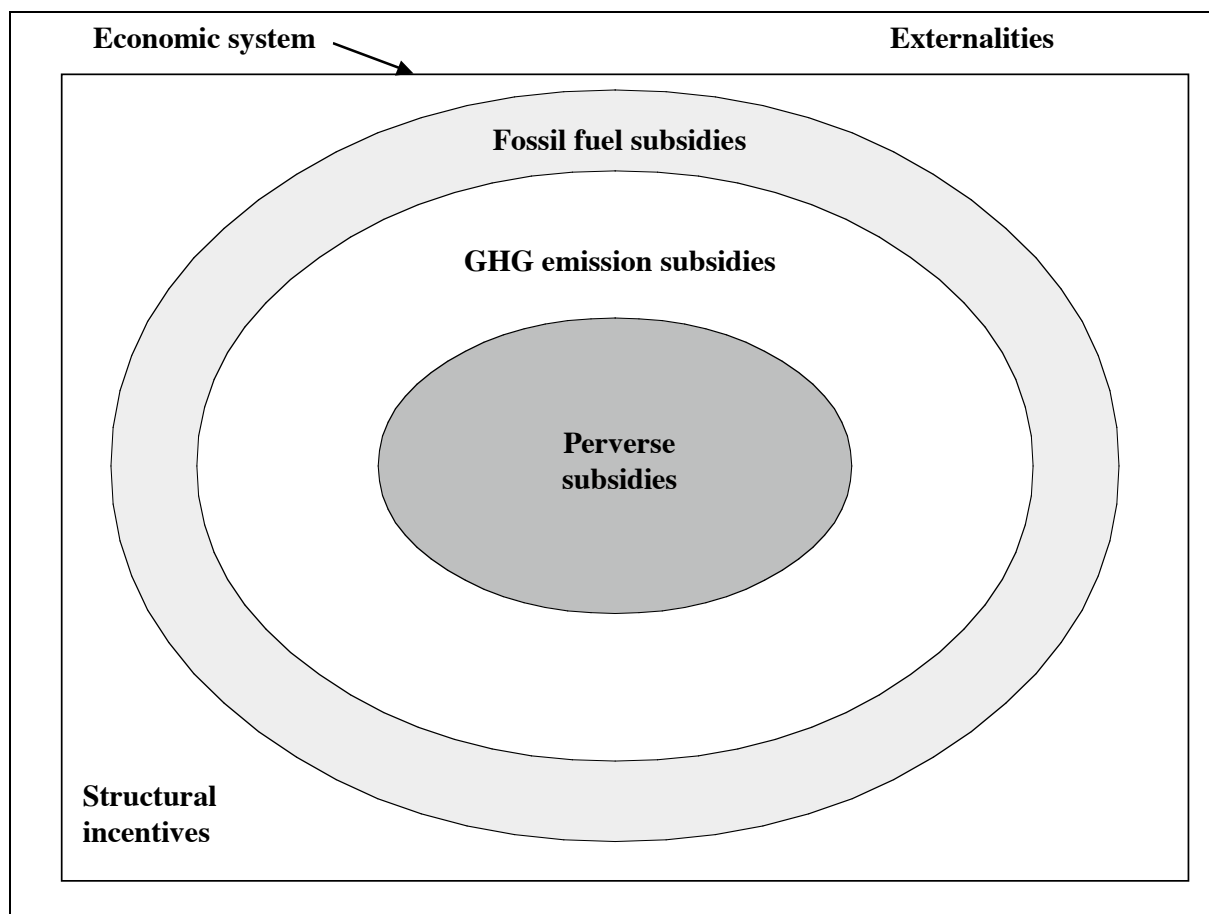 Economic system
Externalities
Fossil fuel subsidies
GHG emission subsidies
Perverse
subsidies
Structural
incentives